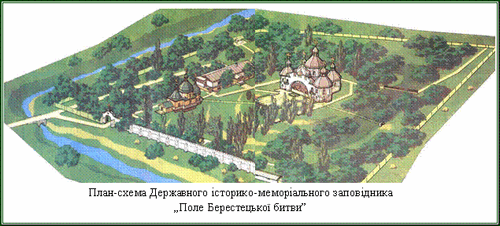 План-схема Державного історико-меморіального заповідника
„Поле Берестецької битви”